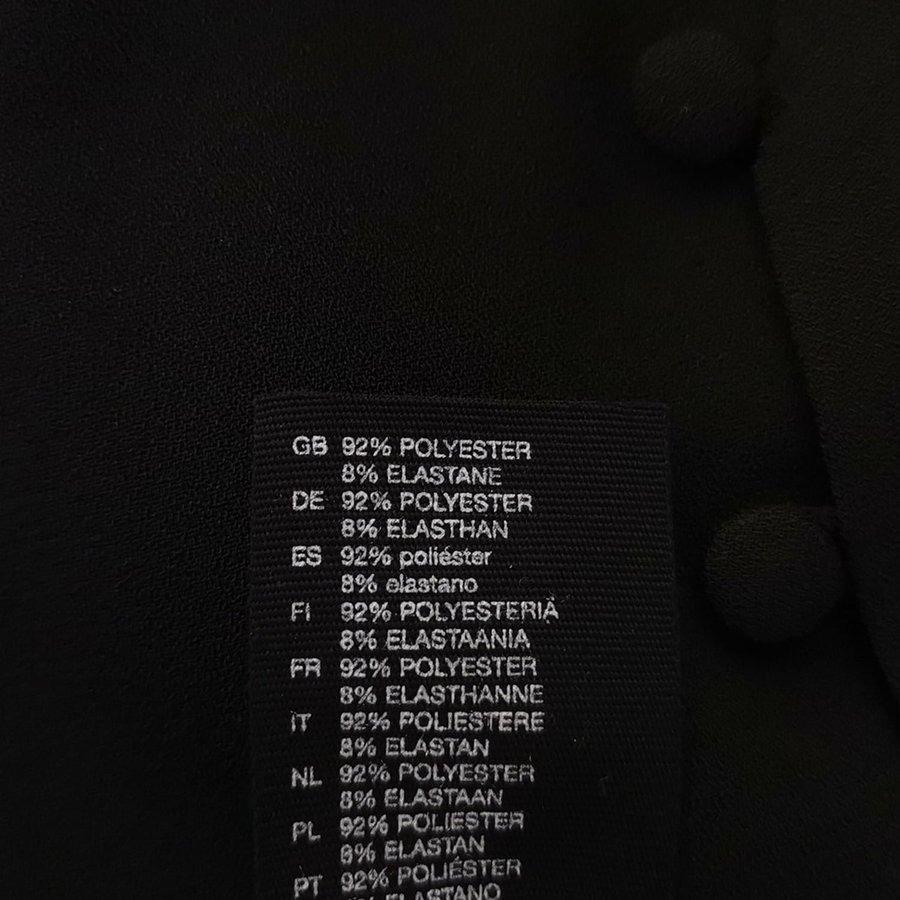 GB 92% POLYESTER
8% ELASTANE
DE 92% POLYESTER
8% ELASTHAN
ES 92% poliéster
8% elastano
FI 92% POLYESTERIÄ
8% ELASTAANIA
FR 92% POLYESTER
8% ELASTHANNE
IT 92% POLIESTERE
8% ELASTAN
NL 92% POLYESTER
8% ELASTAAN
PL 92% POLIESTER
8% ELASTAN
PT 92% POLIÉSTER
8% ELASTANO